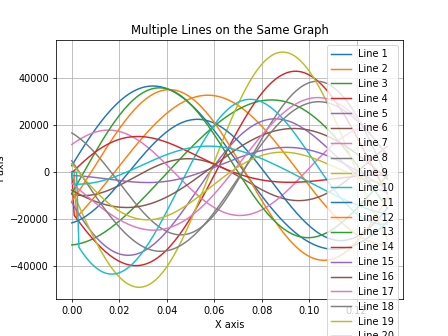 Multiple Lines on the Same Graph
40000
20000
0
−20000
−40000
0.00
0.02
0.04
0.06
0.08
0.10
X axis
Line 1
Line 2
Line 3
Line 4
Line 5
Line 6
Line 7
Line 8
Line 9
Line 10
Line 11
Line 12
Line 13
Line 14
Line 15
Line 16
Line 17
Line 18
Line 19
Line 20